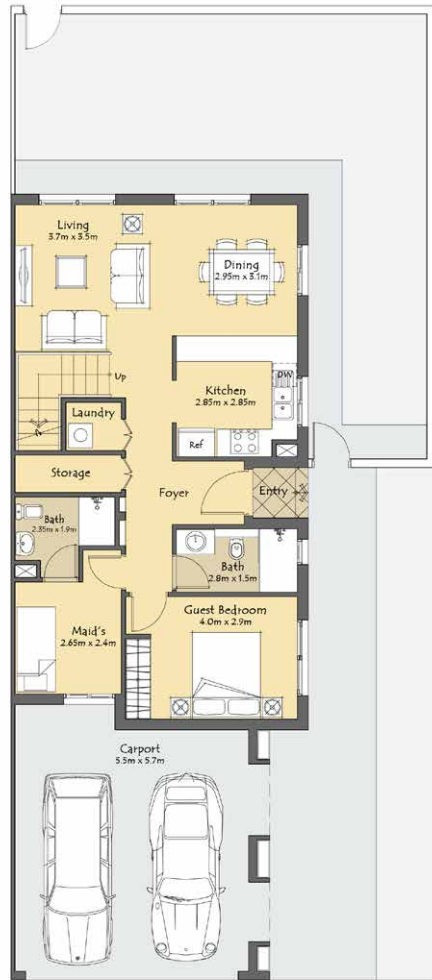 Living
3.7m x 3.5m
Dining
2.95m x 3.1m
Up
DW
Kitchen
2.85m x 2.85m
Laundry
Ref
Storage
Foyer
Entry
Bath
2.35m x 1.9m
Bath
2.8m x 1.5m
Maid's
2.65m x 2.4m
Guest Bedroom
4.0m x 2.9m
Carport
5.5m x 5.7m